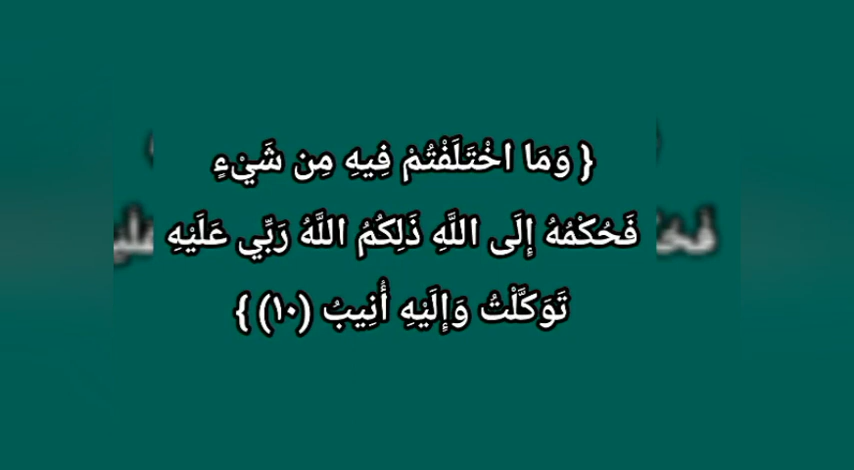 { وَمَا اخْتَلَفْتُمْ فِيهِ مِن شَيْءٍ
فَحُكْمُهُ إِلَى اللَّهِ ذَلِكُمُ اللَّهُ رَبِّي عَلَيْهِ
تَوَكَّلْتُ وَإِلَيْهِ أُنِيبُ (١٠) }